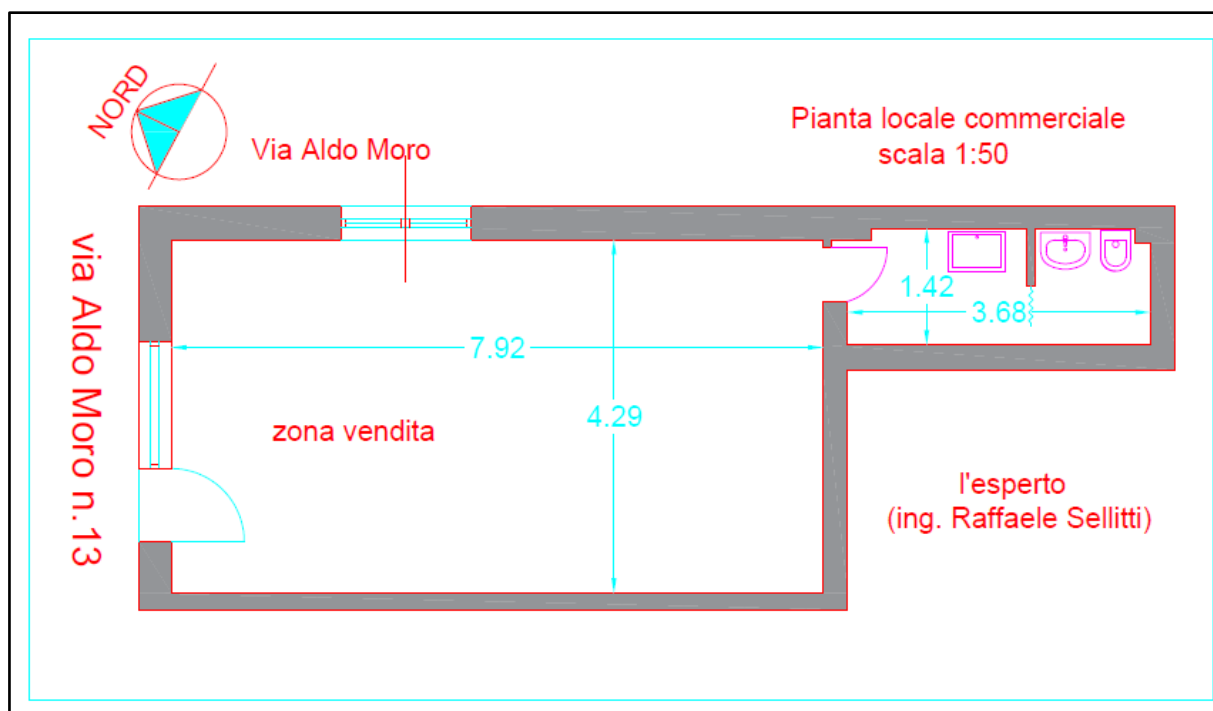 NORD
Via Aldo Moro
Pianta locale commerciale
scala 1:50
via Aldo Moro n.13
1.42
3.68
7.92
4.29
zona vendita
l'esperto
(ing. Raffaele Sellitti)